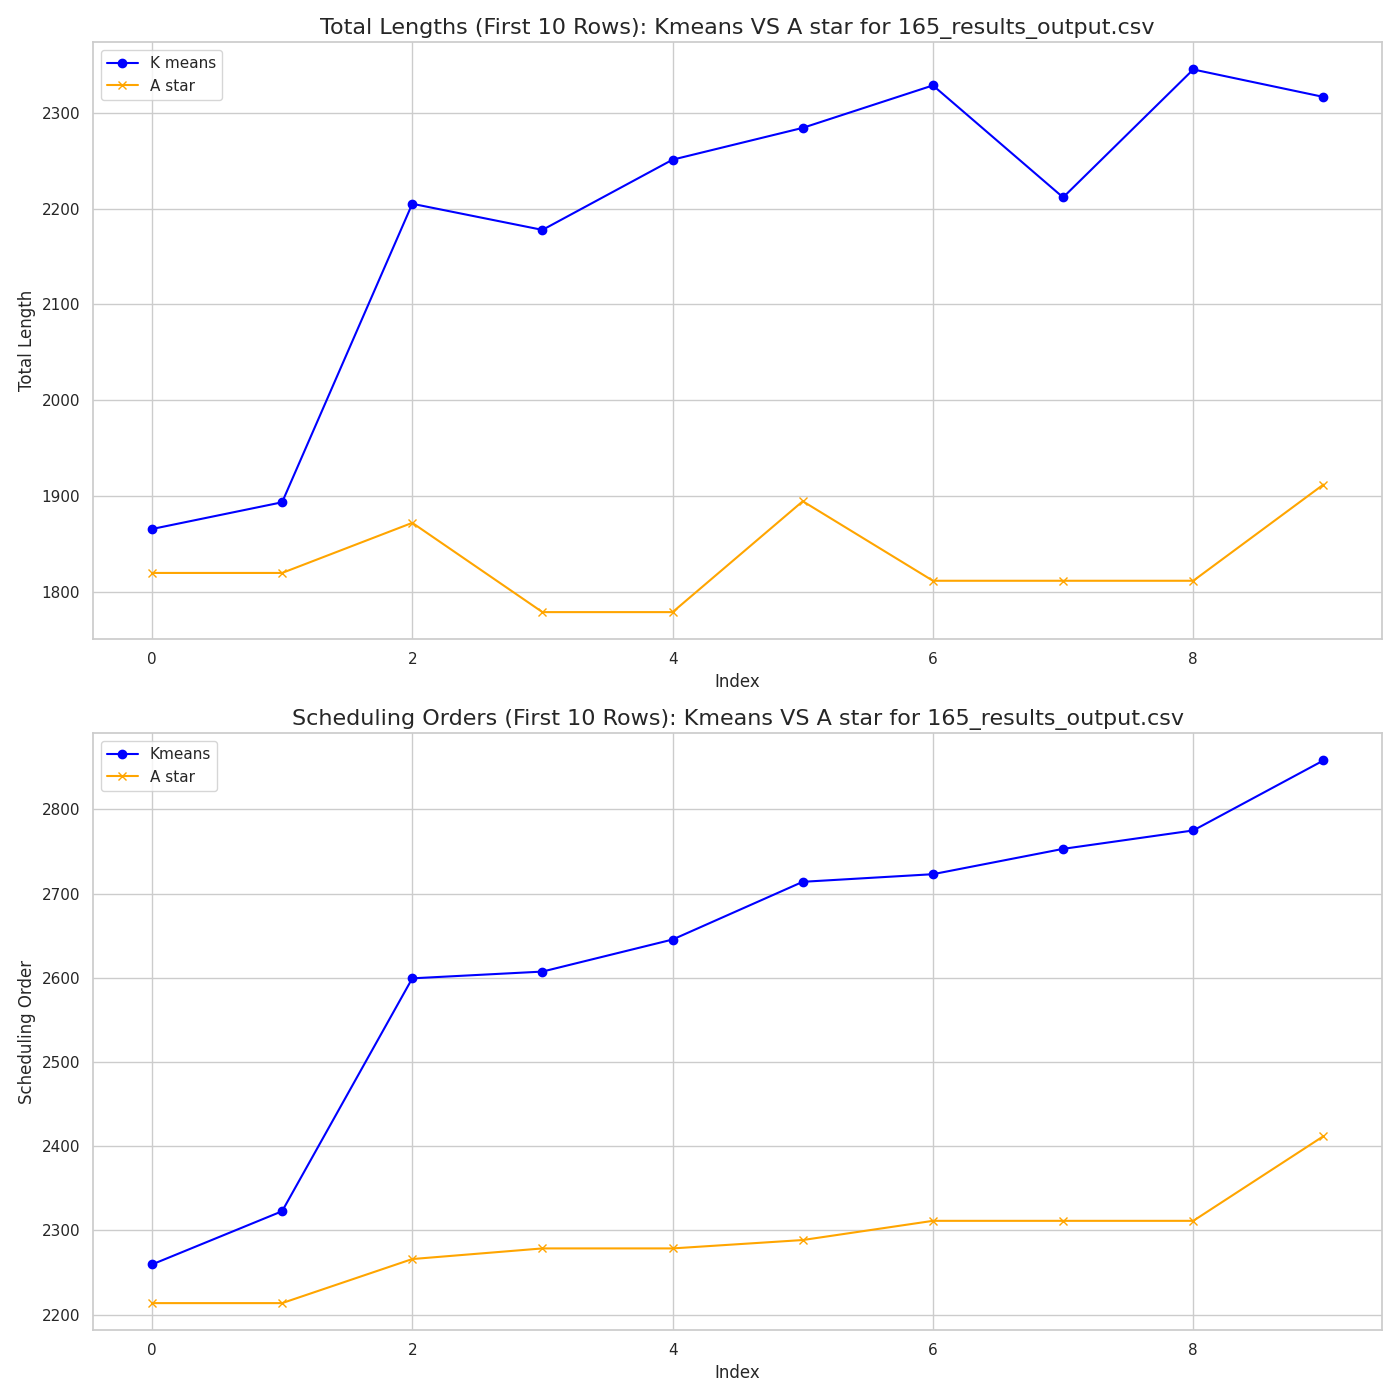 Total Lengths (First 10 Rows): Kmeans VS A star for 165_results_output.csv
K means
A star
2300
2200
2100
2000
1900
1800
Total Length
0 2 4 6 8
Index
Scheduling Orders (First 10 Rows): Kmeans VS A star for 165_results_output.csv
Kmeans
A star
2800
2700
2600
2500
2400
2300
2200
Scheduling Order
0 2 4 6 8
Index